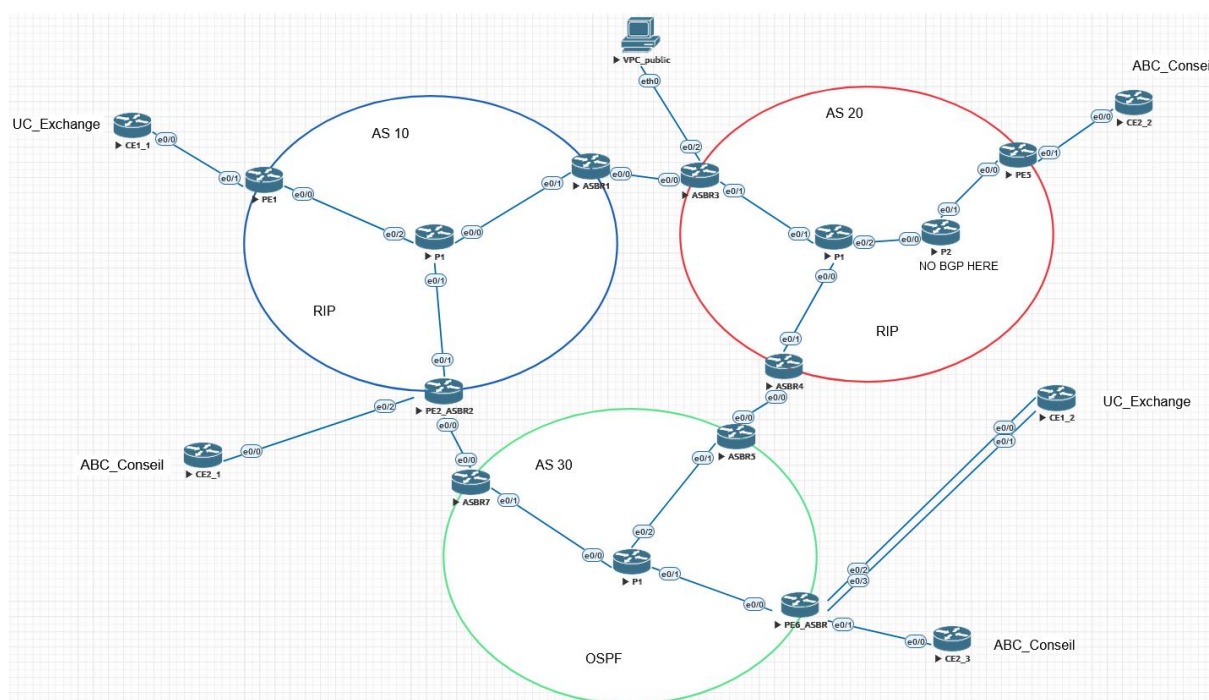 VPC_public
eth0
ABC_Conseil
UC_Exchange
AS 10
AS 20
e0/0
CE1_1
e0/0
CE2_2
e0/2
e0/1
e0/1
PE1
e0/0
e0/1
ASBR1
e0/0
e0/0
ASBR3
e0/1
e0/0
e0/1
PE5
e0/2
P1
e0/0
e0/1
e0/1
P1
e0/2
e0/0
e0/1
P2
e0/0
NO BGP HERE
RIP
RIP
e0/1
e0/1
ASBR4
e0/0
PE2_ASBR2
e0/2
e0/0
e0/0
CE2_1
ABC_Conseil
e0/0
ASBR7
e0/1
AS 30
e0/0
ASBR5
e0/1
e0/0
e0/1
CE1_2
UC_Exchange
e0/2
e0/0
P1
e0/1
e0/2
e0/3
e0/0
PE6_ASBR
e0/1
e0/0
CE2_3
ABC_Conseil
OSPF